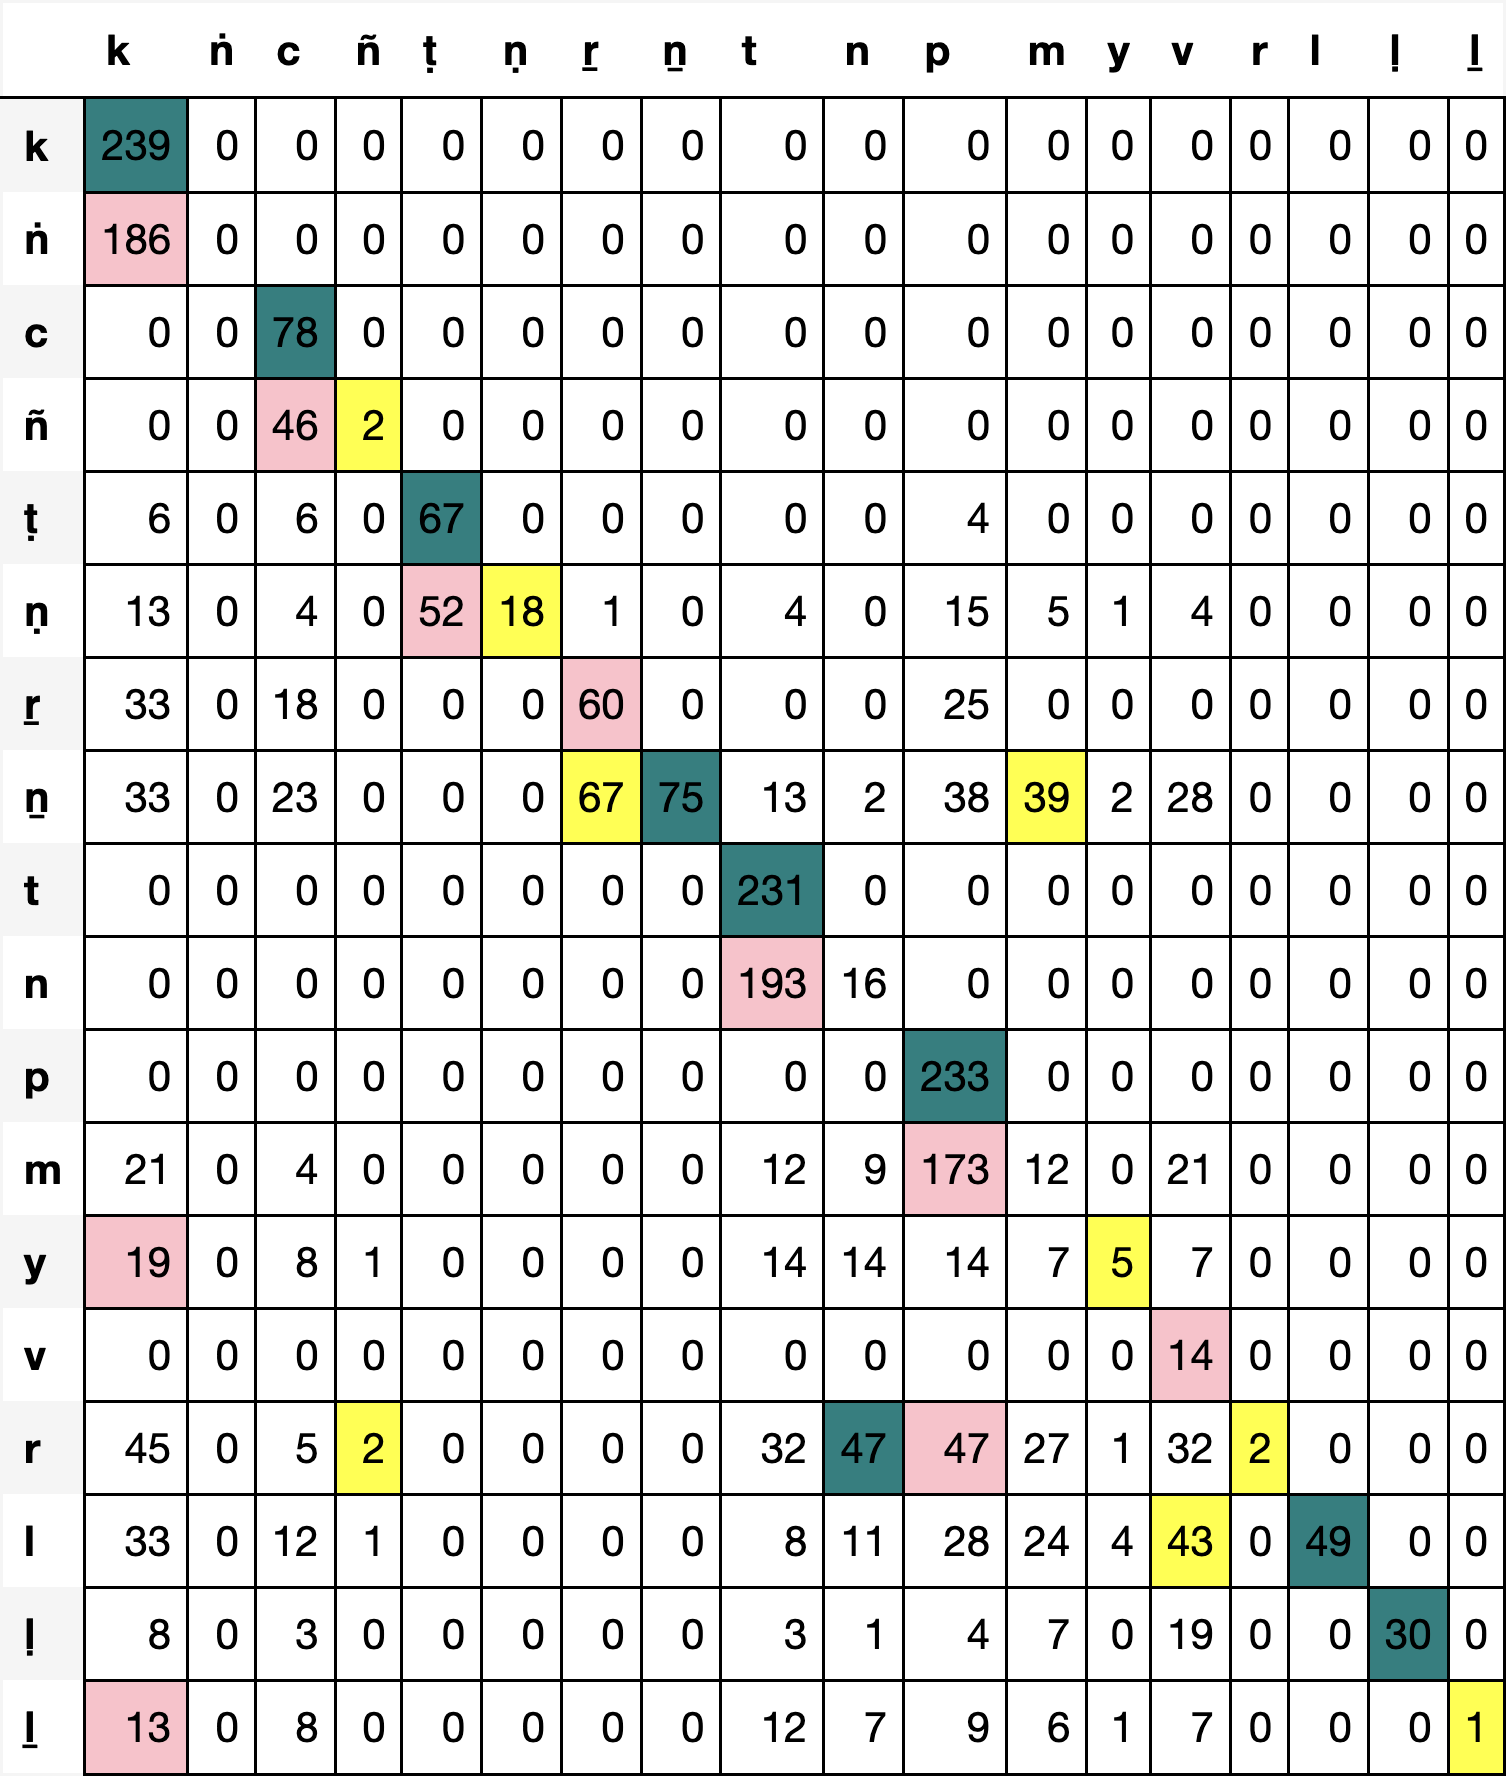 k ṅ c ñ ṭ ṇ ṟ ṉ t n p m y v r l ḷ ḻ
k 239 0 0 0 0 0 0 0 0 0 0 0 0 0 0 0 0 0
ṅ 186 0 0 0 0 0 0 0 0 0 0 0 0 0 0 0 0 0
c 0 0 78 0 0 0 0 0 0 0 0 0 0 0 0 0 0 0
ñ 0 0 46 2 0 0 0 0 0 0 0 0 0 0 0 0 0 0
ṭ 6 0 6 0 67 0 0 0 0 0 4 0 0 0 0 0 0 0
ṇ 13 0 4 0 52 18 1 0 4 0 15 5 1 4 0 0 0 0
ṟ 33 0 18 0 0 0 60 0 0 0 25 0 0 0 0 0 0 0
ṉ 33 0 23 0 0 0 67 75 13 2 38 39 2 28 0 0 0 0
t 0 0 0 0 0 0 0 0 231 0 0 0 0 0 0 0 0 0
n 0 0 0 0 0 0 0 0 193 16 0 0 0 0 0 0 0 0
p 0 0 0 0 0 0 0 0 0 0 233 0 0 0 0 0 0 0
m 21 0 4 0 0 0 0 0 12 9 173 12 0 21 0 0 0 0
y 19 0 8 1 0 0 0 0 14 14 14 7 5 7 0 0 0 0
v 0 0 0 0 0 0 0 0 0 0 0 0 0 14 0 0 0 0
r 45 0 5 2 0 0 0 0 32 47 47 27 1 32 2 0 0 0
l 33 0 12 1 0 0 0 0 8 11 28 24 4 43 0 49 0 0
ḷ 8 0 3 0 0 0 0 0 3 1 4 7 0 19 0 0 30 0
ḻ 13 0 8 0 0 0 0 0 12 7 9 6 1 7 0 0 0 1